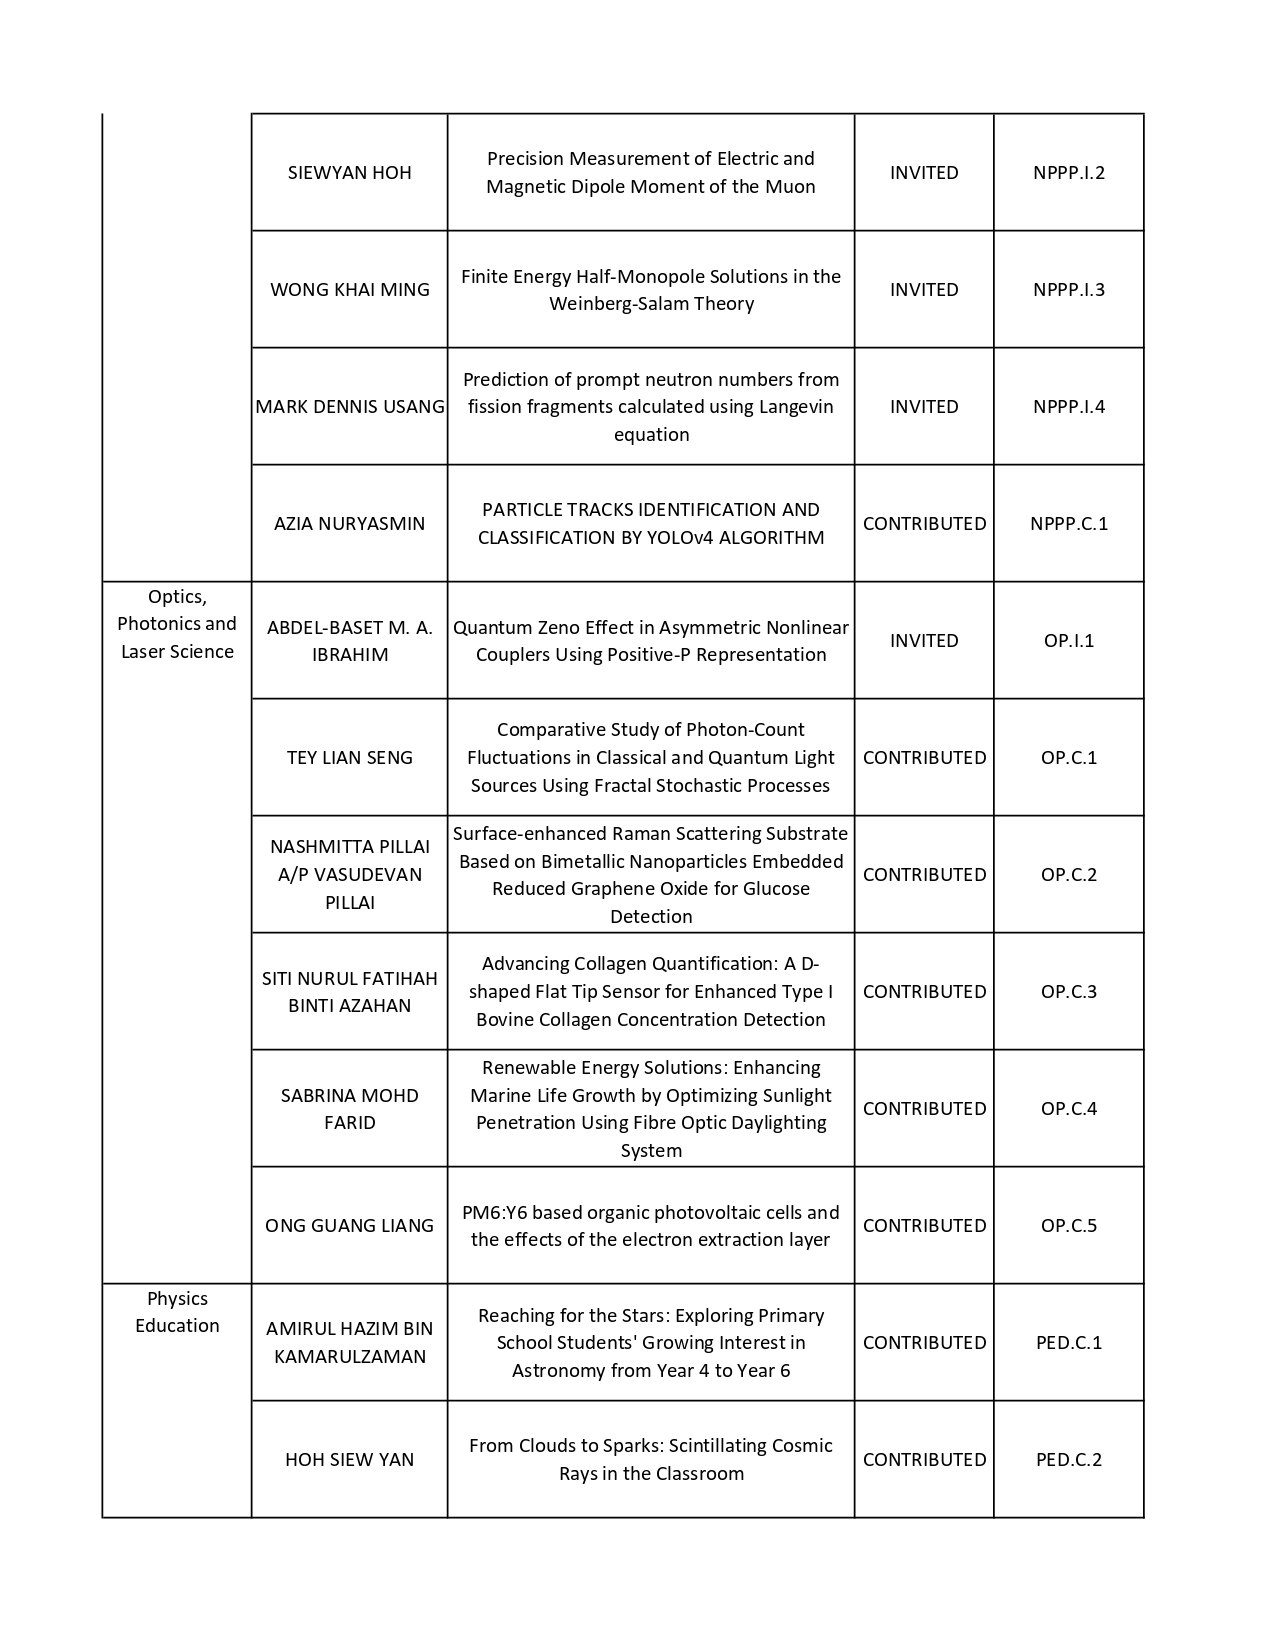 SIEWYAN HOH
Precision Measurement of Electric and
Magnetic Dipole Moment of the Muon
INVITED
NPPP.I.2
WONG KHAI MING
Finite Energy Half-Monopole Solutions in the
Weinberg-Salam Theory
INVITED
NPPP.I.3
MARK DENNIS USANG
Prediction of prompt neutron numbers from
fission fragments calculated using Langevin
equation
INVITED
NPPP.I.4
AZIA NURYASMIN
PARTICLE TRACKS IDENTIFICATION AND
CLASSIFICATION BY YOLOv4 ALGORITHM
CONTRIBUTED
NPPP.C.1
Optics,
Photonics and
Laser Science
ABDEL-BASET M. A.
IBRAHIM
Quantum Zeno Effect in Asymmetric Nonlinear
Couplers Using Positive-P Representation
INVITED
OP.I.1
TEY LIAN SENG
Comparative Study of Photon-Count
Fluctuations in Classical and Quantum Light
Sources Using Fractal Stochastic Processes
CONTRIBUTED
OP.C.1
NASHMITTA PILLAI
A/P VASUDEVAN
PILLAI
Surface-enhanced Raman Scattering Substrate
Based on Bimetallic Nanoparticles Embedded
Reduced Graphene Oxide for Glucose
Detection
CONTRIBUTED
OP.C.2
SITI NURUL FATIHAH
BINTI AZAHAN
Advancing Collagen Quantification: A D-
shaped Flat Tip Sensor for Enhanced Type I
Bovine Collagen Concentration Detection
CONTRIBUTED
OP.C.3
SABRINA MOHD
FARID
Renewable Energy Solutions: Enhancing
Marine Life Growth by Optimizing Sunlight
Penetration Using Fibre Optic Daylighting
System
CONTRIBUTED
OP.C.4
ONG GUANG LIANG
PM6:Y6 based organic photovoltaic cells and
the effects of the electron extraction layer
CONTRIBUTED
OP.C.5
Physics
Education
AMIRUL HAZIM BIN
KAMARULZAMAN
Reaching for the Stars: Exploring Primary
School Students' Growing Interest in
Astronomy from Year 4 to Year 6
CONTRIBUTED
PED.C.1
HOH SIEW YAN
From Clouds to Sparks: Scintillating Cosmic
Rays in the Classroom
CONTRIBUTED
PED.C.2